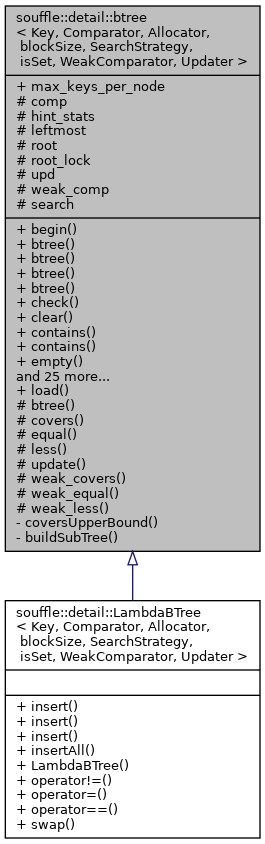 souffle::detail::btree
< Key, Comparator, Allocator,
blockSize, SearchStrategy,
isSet, WeakComparator, Updater >
+ max_keys_per_node
# comp
# hint_stats
# leftmost
# root
# root_lock
# upd
# weak_comp
# search
+ begin()
+ btree()
+ btree()
+ btree()
+ btree()
+ check()
+ clear()
+ contains()
+ contains()
+ empty()
and 25 more...
+ load()
# btree()
# covers()
# equal()
# less()
# update()
# weak_covers()
# weak_equal()
# weak_less()
- coversUpperBound()
- buildSubTree()
souffle::detail::LambdaBTree
< Key, Comparator, Allocator,
blockSize, SearchStrategy,
isSet, WeakComparator, Updater >
+ insert()
+ insert()
+ insert()
+ insertAll()
+ LambdaBTree()
+ operator!=()
+ operator=()
+ operator==()
+ swap()